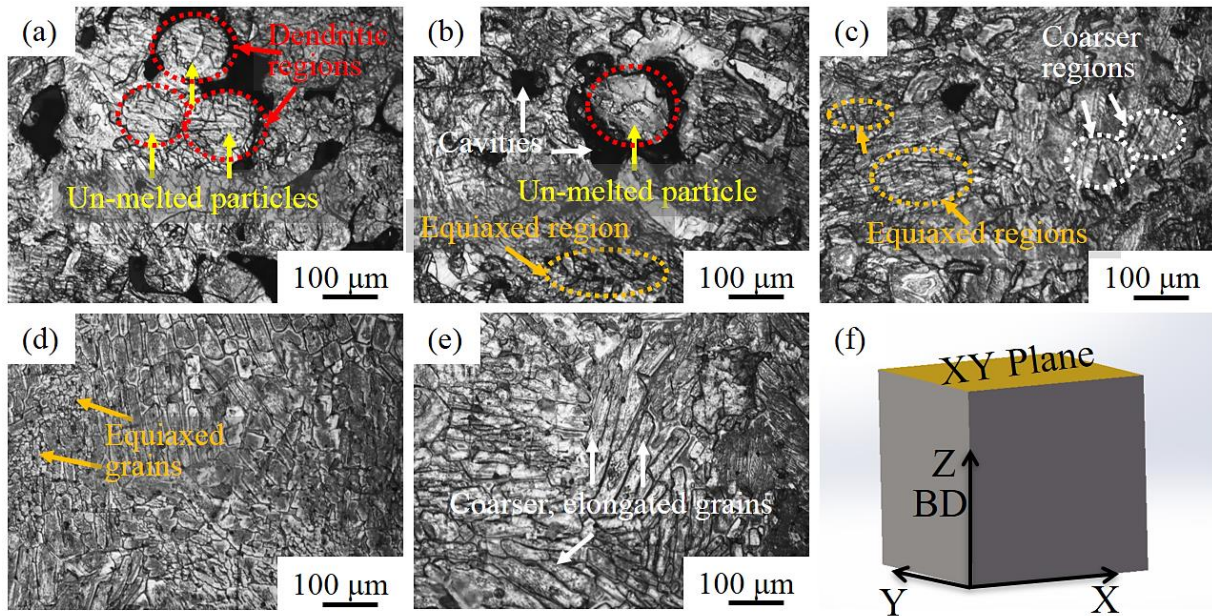 (a)
Dendritic
regions
Un-melted particles
100 μm
(b)
Cavities
Un-melted particle
Equiaxed region
100 μm
(c)
Coarser
regions
Equiaxed regions
100 μm
(d)
Equiaxed
grains
100 μm
(e)
Coarser, elongated grains
100 μm
(f)
XY Plane
Z
BD
Y
X